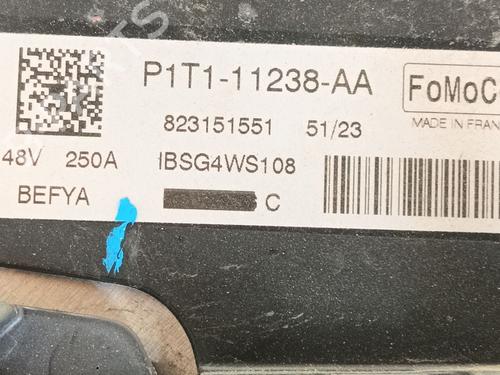 P1T1-11238-AA
FoMoC
823151551 51/23
MADE IN FRAN
48V 250A IBSG4WS108
BEFYA C